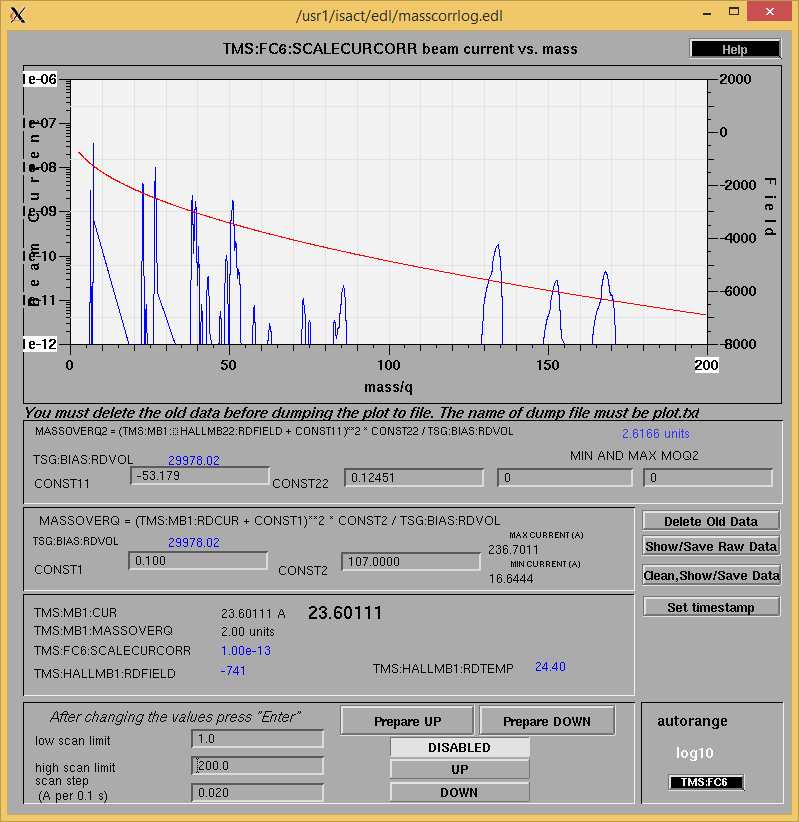 /usr1/isact/edl/masscorrlog.edl
TMS:FC6:SCALECURCORR beam current vs. mass
Help
1e-06
1e-07
1e-08
1e-09
1e-10
1e-11
1e-12
Beam Current
2000
0
-2000
-4000
-6000
-8000
Field
0
50
100
150
200
mass/q
You must delete the old data before dumping the plot to file. The name of dump file must be plot.txt
MASSOVERQ2 = (TMS:MB1:□HALLMB22:RDFIELD + CONST11)**2 * CONST22 / TSG:BIAS:RDVOL
2.6166 units
TSG:BIAS:RDVOL
29978.02
MIN AND MAX MOQ2
CONST11
-53.179
CONST22
0.12451
0
0
MASSOVERQ = (TMS:MB1:RDCUR + CONST1)**2 * CONST2 / TSG:BIAS:RDVOL
TSG:BIAS:RDVOL
29978.02
MAX CURRENT (A)
236.7011
MIN CURRENT (A)
16.6444
CONST1
0.100
CONST2
107.0000
Delete Old Data
Show/Save Raw Data
Clean,Show/Save Data
Set timestamp
TMS:MB1:CUR
23.60111 A
23.60111
TMS:MB1:MASSOVERQ
2.00 units
TMS:FC6:SCALECURCORR
1.00e-13
TMS:HALLMB1:RDFIELD
-741
TMS:HALLMB1:RDTEMP
24.40
After changing the values press "Enter"
low scan limit
1.0
high scan limit
200.0
scan step
(A per 0.1 s)
0.020
Prepare UP
Prepare DOWN
DISABLED
UP
DOWN
autorange
log10
TMS:FC6